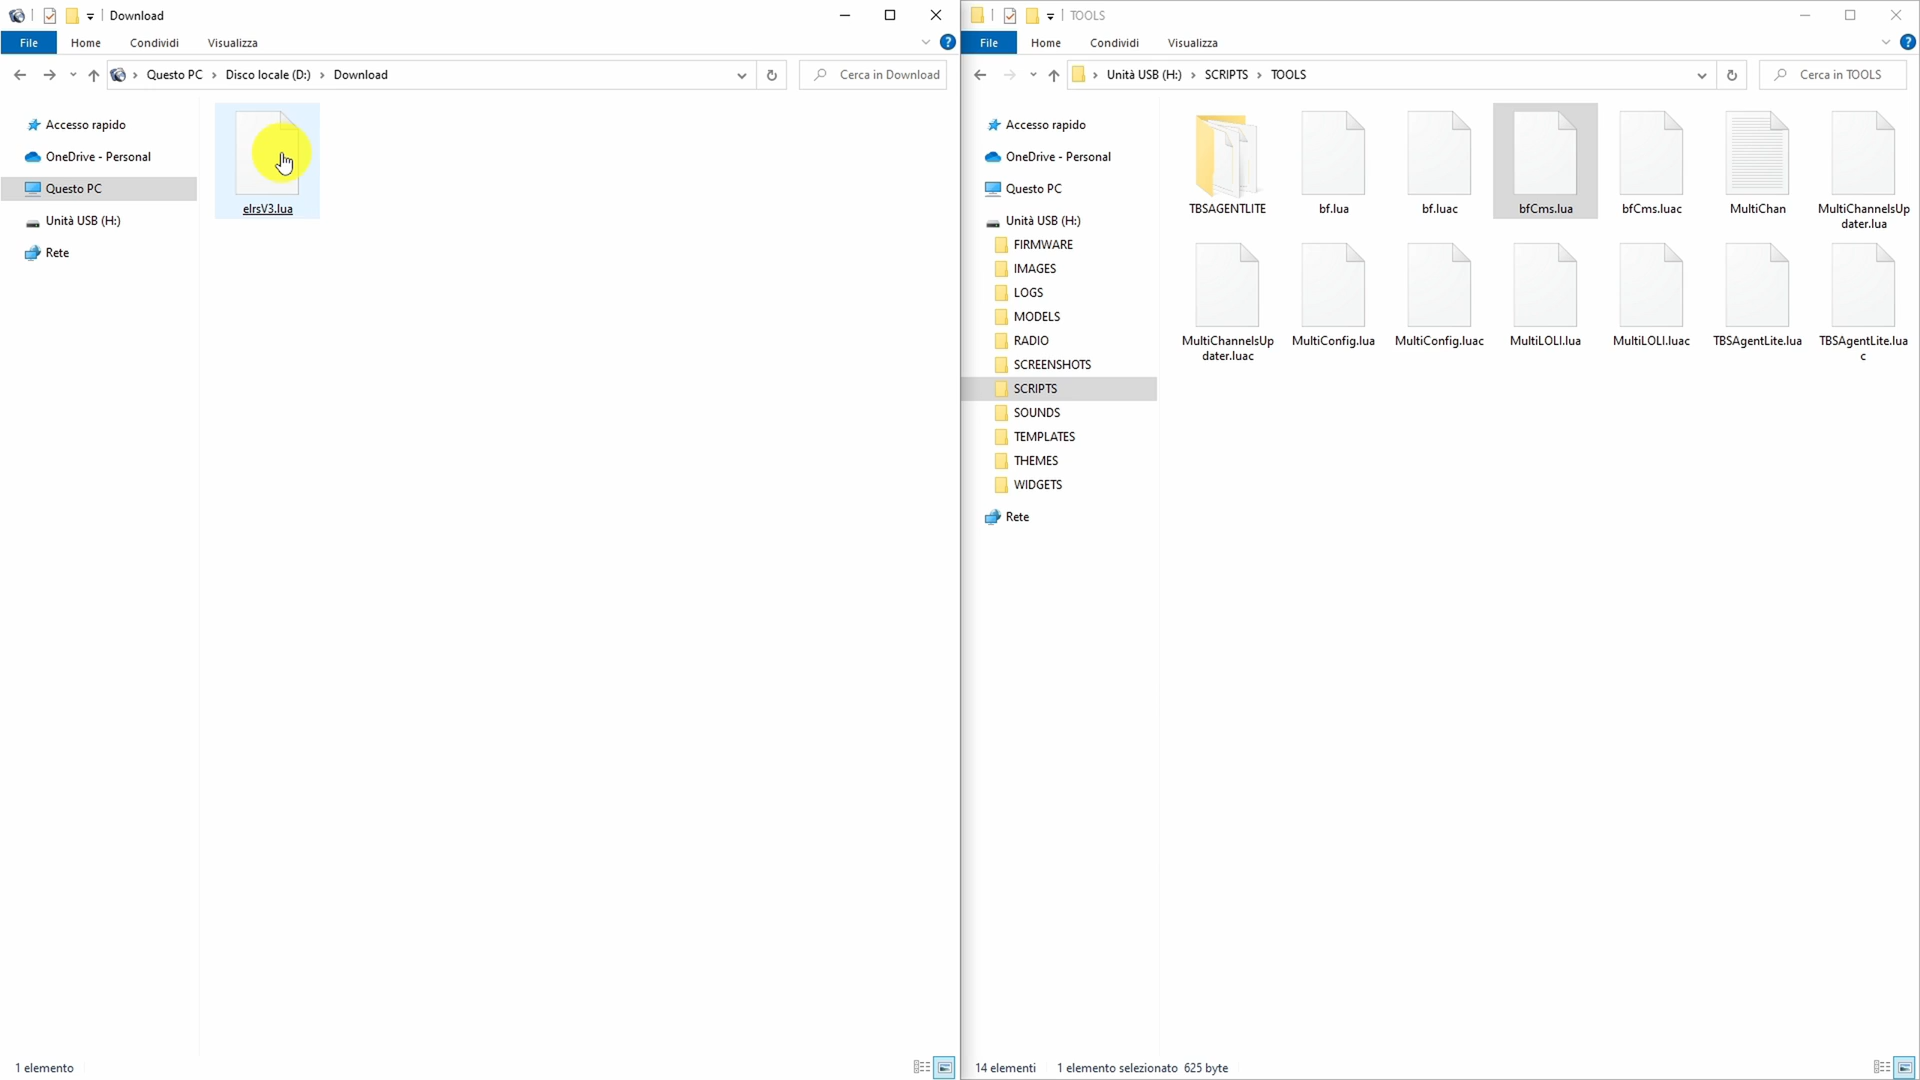 Download
File
Home
Condividi
Visualizza
Questo PC
Disco locale (D:)
Download
Cerca in Download
Accesso rapido
OneDrive - Personal
Questo PC
Unità USB (H:)
Rete
elrsV3.lua
1 elemento
TOOLS
File
Home
Condividi
Visualizza
Unità USB (H:)
SCRIPTS
TOOLS
Cerca in TOOLS
Accesso rapido
OneDrive - Personal
Questo PC
Unità USB (H:)
FIRMWARE
IMAGES
LOGS
MODELS
RADIO
SCREENSHOTS
SCRIPTS
SOUNDS
TEMPLATES
THEMES
WIDGETS
Rete
TBSAGENTLITE
bf.lua
bf.luac
bfCms.lua
bfCms.luac
MultiChan
MultiChannelsUp
dater.lua
MultiChannelsUp
dater.luac
MultiConfig.lua
MultiConfig.luac
MultiLOLI.lua
MultiLOLI.luac
TBSAgentLite.lua
TBSAgentLite.lua
c
14 elementi
1 elemento selezionato 625 byte